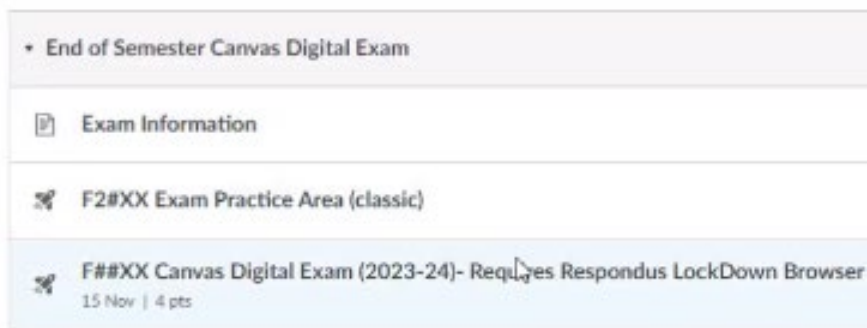 End of Semester Canvas Digital Exam
Exam Information
F2#XX Exam Practice Area (classic)
F##XX Canvas Digital Exam (2023-24)- Requires Respondus LockDown Browser
15 Nov | 4 pts